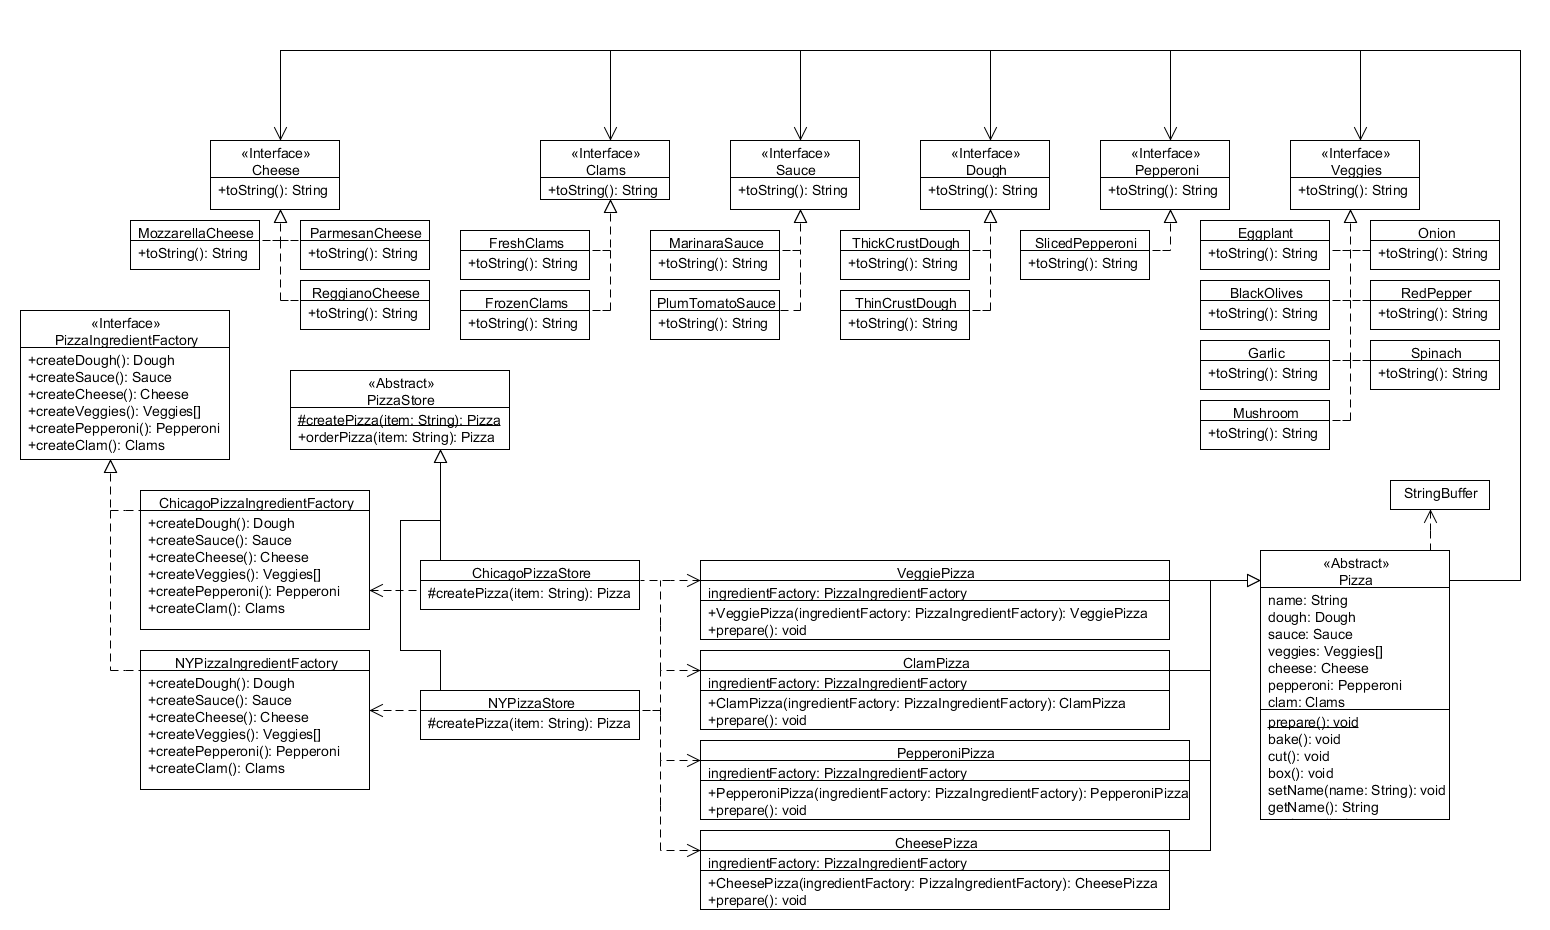 «Interface»
Cheese
+toString(): String
«Interface»
Clams
+toString(): String
«Interface»
Sauce
+toString(): String
«Interface»
Dough
+toString(): String
«Interface»
Pepperoni
+toString(): String
«Interface»
Veggies
+toString(): String
MozzarellaCheese
+toString(): String
ParmesanCheese
+toString(): String
ReggianoCheese
+toString(): String
FreshClams
+toString(): String
FrozenClams
+toString(): String
MarinaraSauce
+toString(): String
PlumTomatoSauce
+toString(): String
ThickCrustDough
+toString(): String
ThinCrustDough
+toString(): String
SlicedPepperoni
+toString(): String
Eggplant
+toString(): String
Onion
+toString(): String
BlackOlives
+toString(): String
RedPepper
+toString(): String
Garlic
+toString(): String
Spinach
+toString(): String
Mushroom
+toString(): String
«Interface»
PizzaIngredientFactory
+createDough(): Dough
+createSauce(): Sauce
+createCheese(): Cheese
+createVeggies(): Veggies[]
+createPepperoni(): Pepperoni
+createClam(): Clams
«Abstract»
PizzaStore
#createPizza(item: String): Pizza
+orderPizza(item: String): Pizza
ChicagoPizzaIngredientFactory
+createDough(): Dough
+createSauce(): Sauce
+createCheese(): Cheese
+createVeggies(): Veggies[]
+createPepperoni(): Pepperoni
+createClam(): Clams
NYPizzaIngredientFactory
+createDough(): Dough
+createSauce(): Sauce
+createCheese(): Cheese
+createVeggies(): Veggies[]
+createPepperoni(): Pepperoni
+createClam(): Clams
ChicagoPizzaStore
#createPizza(item: String): Pizza
NYPizzaStore
#createPizza(item: String): Pizza
VeggiePizza
ingredientFactory: PizzaIngredientFactory
+VeggiePizza(ingredientFactory: PizzaIngredientFactory): VeggiePizza
+prepare(): void
ClamPizza
ingredientFactory: PizzaIngredientFactory
+ClamPizza(ingredientFactory: PizzaIngredientFactory): ClamPizza
+prepare(): void
PepperoniPizza
ingredientFactory: PizzaIngredientFactory
+PepperoniPizza(ingredientFactory: PizzaIngredientFactory): PepperoniPizza
+prepare(): void
CheesePizza
ingredientFactory: PizzaIngredientFactory
+CheesePizza(ingredientFactory: PizzaIngredientFactory): CheesePizza
+prepare(): void
StringBuffer
«Abstract»
Pizza
name: String
dough: Dough
sauce: Sauce
veggies: Veggies[]
cheese: Cheese
pepperoni: Pepperoni
clam: Clams
prepare(): void
bake(): void
cut(): void
box(): void
setName(name: String): void
getName(): String